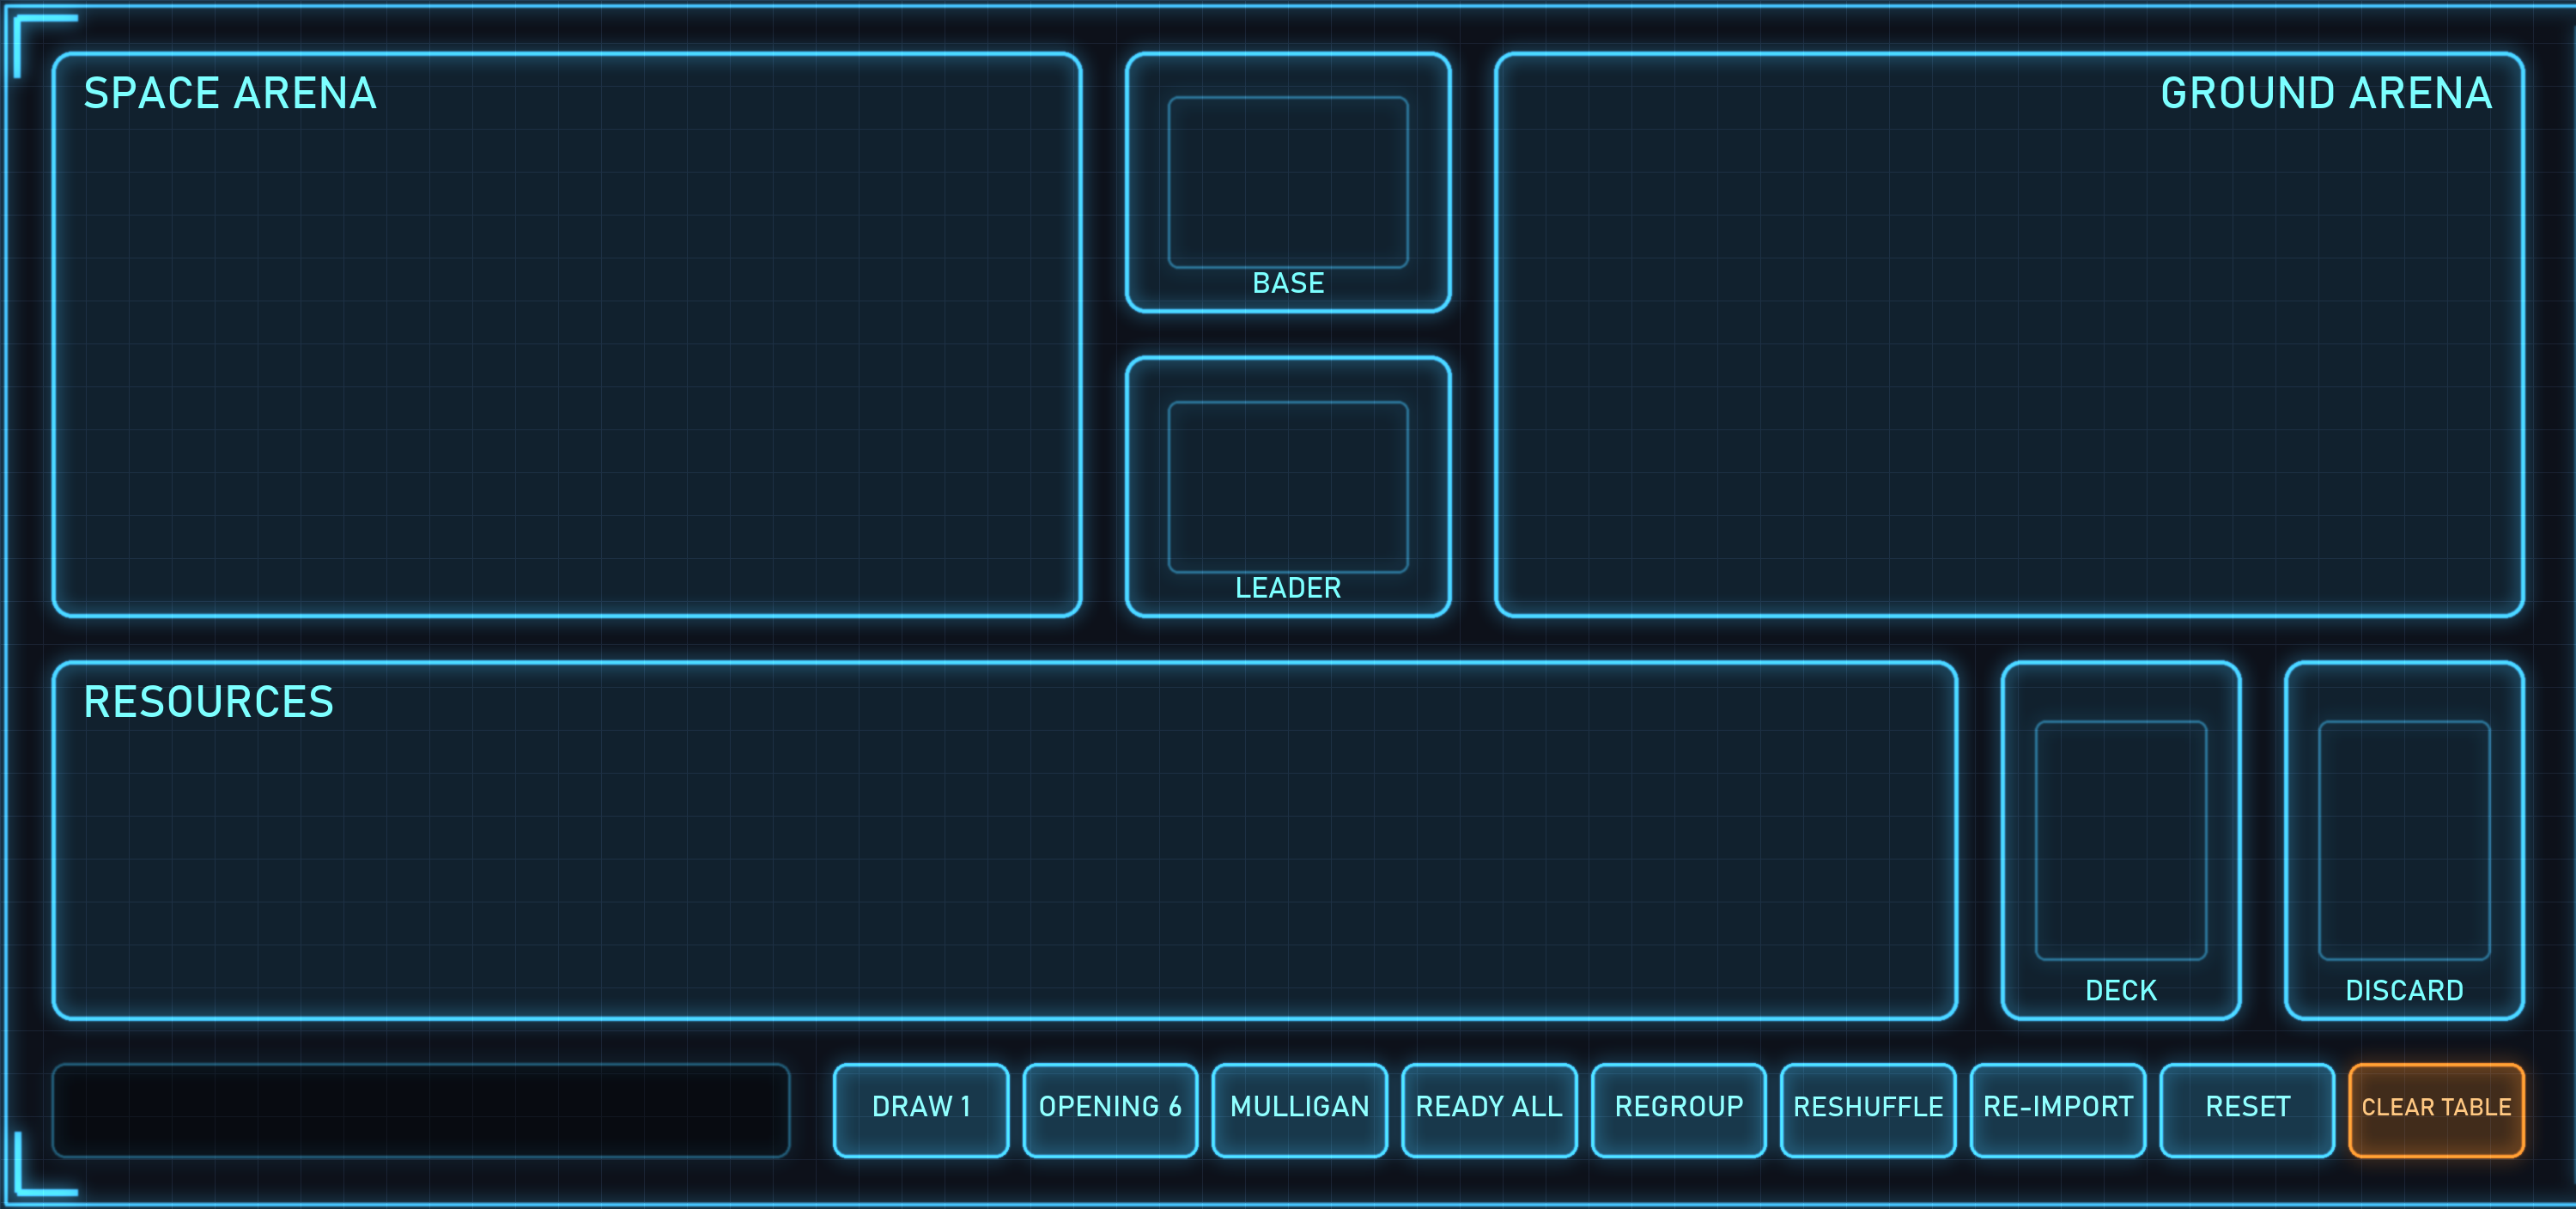 SPACE ARENA
GROUND ARENA
BASE
LEADER
RESOURCES
DECK
DISCARD
DRAW 1
OPENING 6
MULLIGAN
READY ALL
REGROUP
RESHUFFLE
RE-IMPORT
RESET
CLEAR TABLE